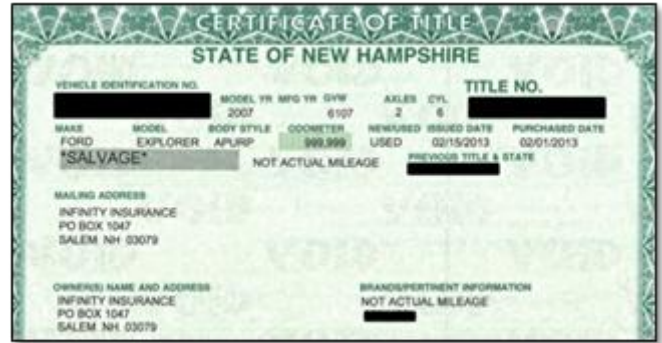 CERTIFICATE OF TITLE
STATE OF NEW HAMPSHIRE
VEHICLE IDENTIFICATION NO.
TITLE NO.
MODEL YR MFG YR GVW AXLES CYL
2007 6107 2 6
MAKE MODEL BODY STYLE ODOMETER NEW/USED ISSUED DATE PURCHASED DATE
FORD EXPLORER APURP 999,999 USED 02/15/2013 02/01/2013
*SALVAGE* NOT ACTUAL MILEAGE PREVIOUS TITLE & STATE
MAILING ADDRESS
INFINITY INSURANCE
PO BOX 1047
SALEM NH 03079
OWNER(S) NAME AND ADDRESS BRANDS/PERTINENT INFORMATION
INFINITY INSURANCE NOT ACTUAL MILEAGE
PO BOX 1047
SALEM NH 03079